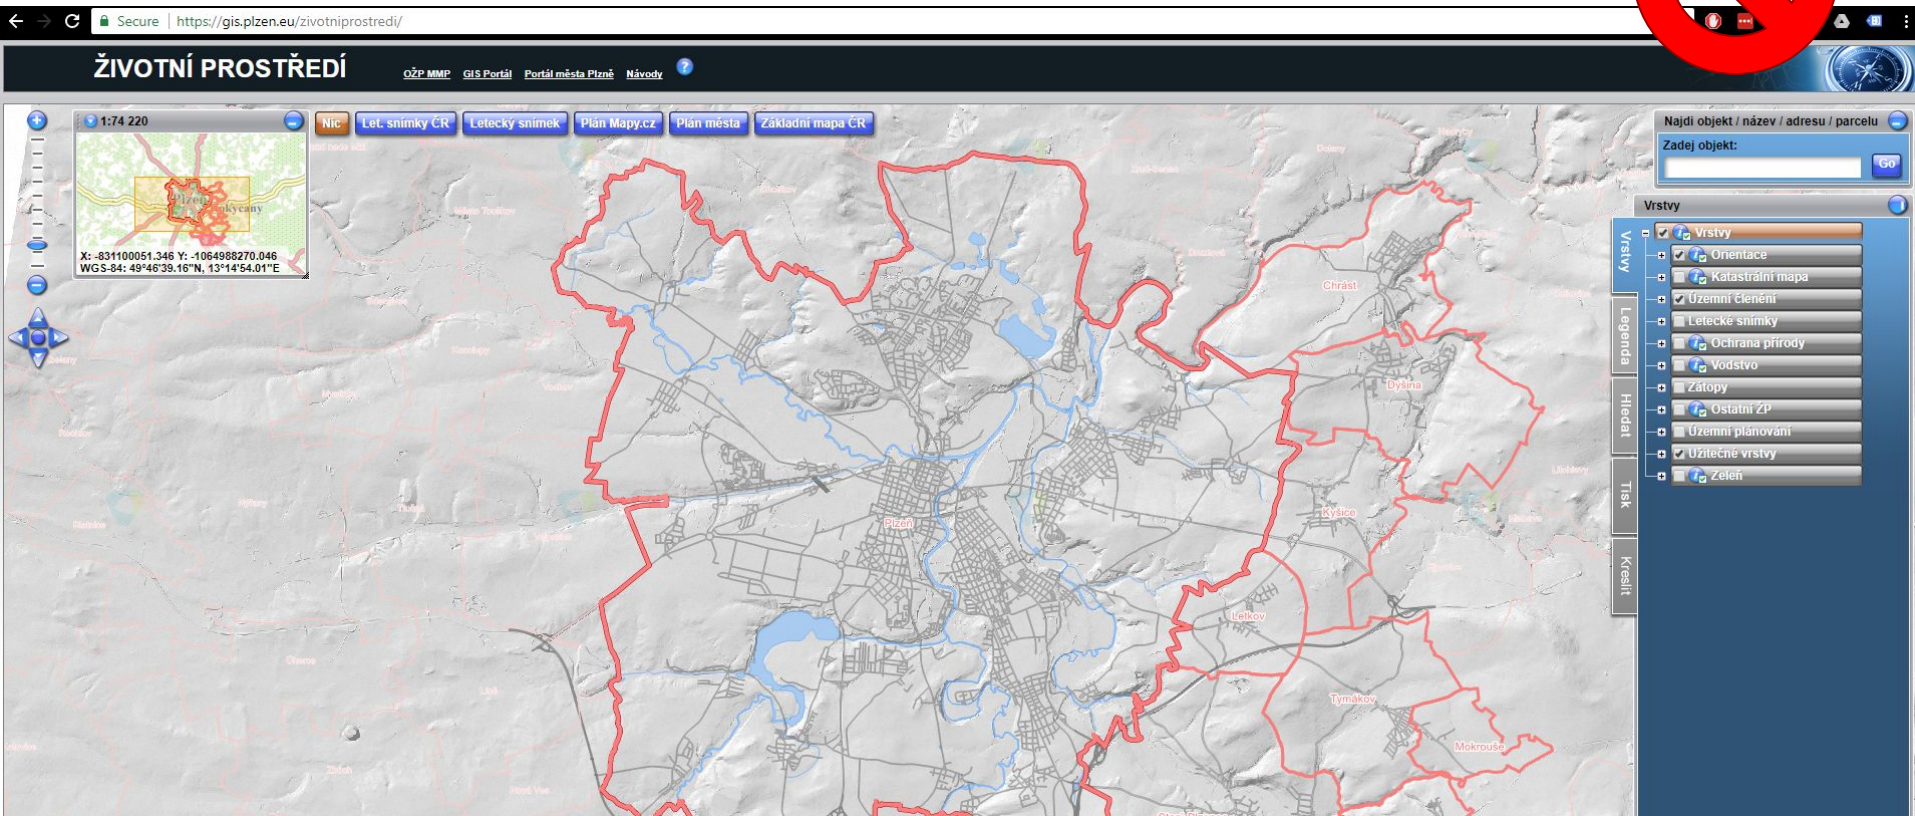 Secure | https://gis.plzen.eu/zivotniprostredi/
ŽIVOTNÍ PROSTŘEDÍ
OŽP MMP GIS Portál Portál města Plzně Návody ?
1:74 220
Nic Let. snímky ČR Letecký snímek Plán Mapy.cz Plán města Základní mapa ČR
Plzeň
okycany
X: -831100051.346 Y: -1064988270.046
WGS-84: 49°46'39.16"N, 13°14'54.01"E
Najdi objekt / název / adresu / parcelu
Zadej objekt:
Go
Vrstvy
Vrstvy
Orientace
Katastrální mapa
Územní členění
Letecké snímky
Ochrana přírody
Vodstvo
Zátopy
Ostatní ŽP
Územní plánování
Užitečné vrstvy
Zeleň
Vrstvy
Legenda
Hledat
Tisk
Kreslit
Chrást
Dyšina
Plzeň
Kyšice
Letkov
Tymákov
Mokrouše